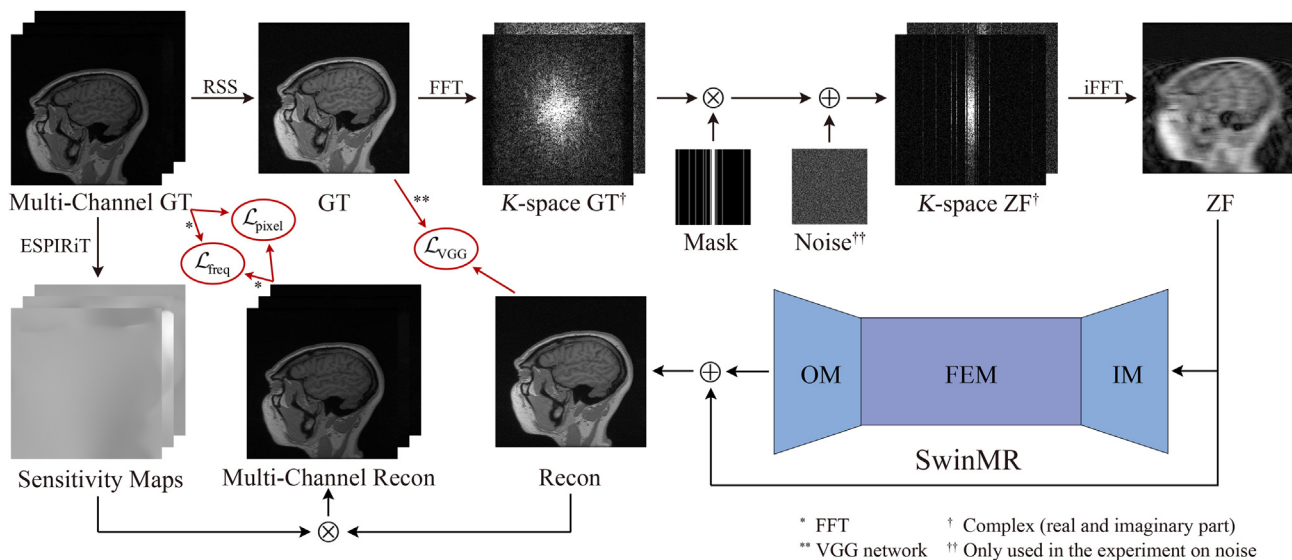 RSS
FFT
iFFT
Multi-Channel GT
GT
**
K-space GT†
K-space ZF†
ZF
*
ℒpixel
ESPIRiT
ℒfreq
*
ℒVGG
Mask
Noise††
OM
FEM
IM
SwinMR
Sensitivity Maps
Multi-Channel Recon
Recon
* FFT
† Complex (real and imaginary part)
** VGG network
†† Only used in the experiment on noise